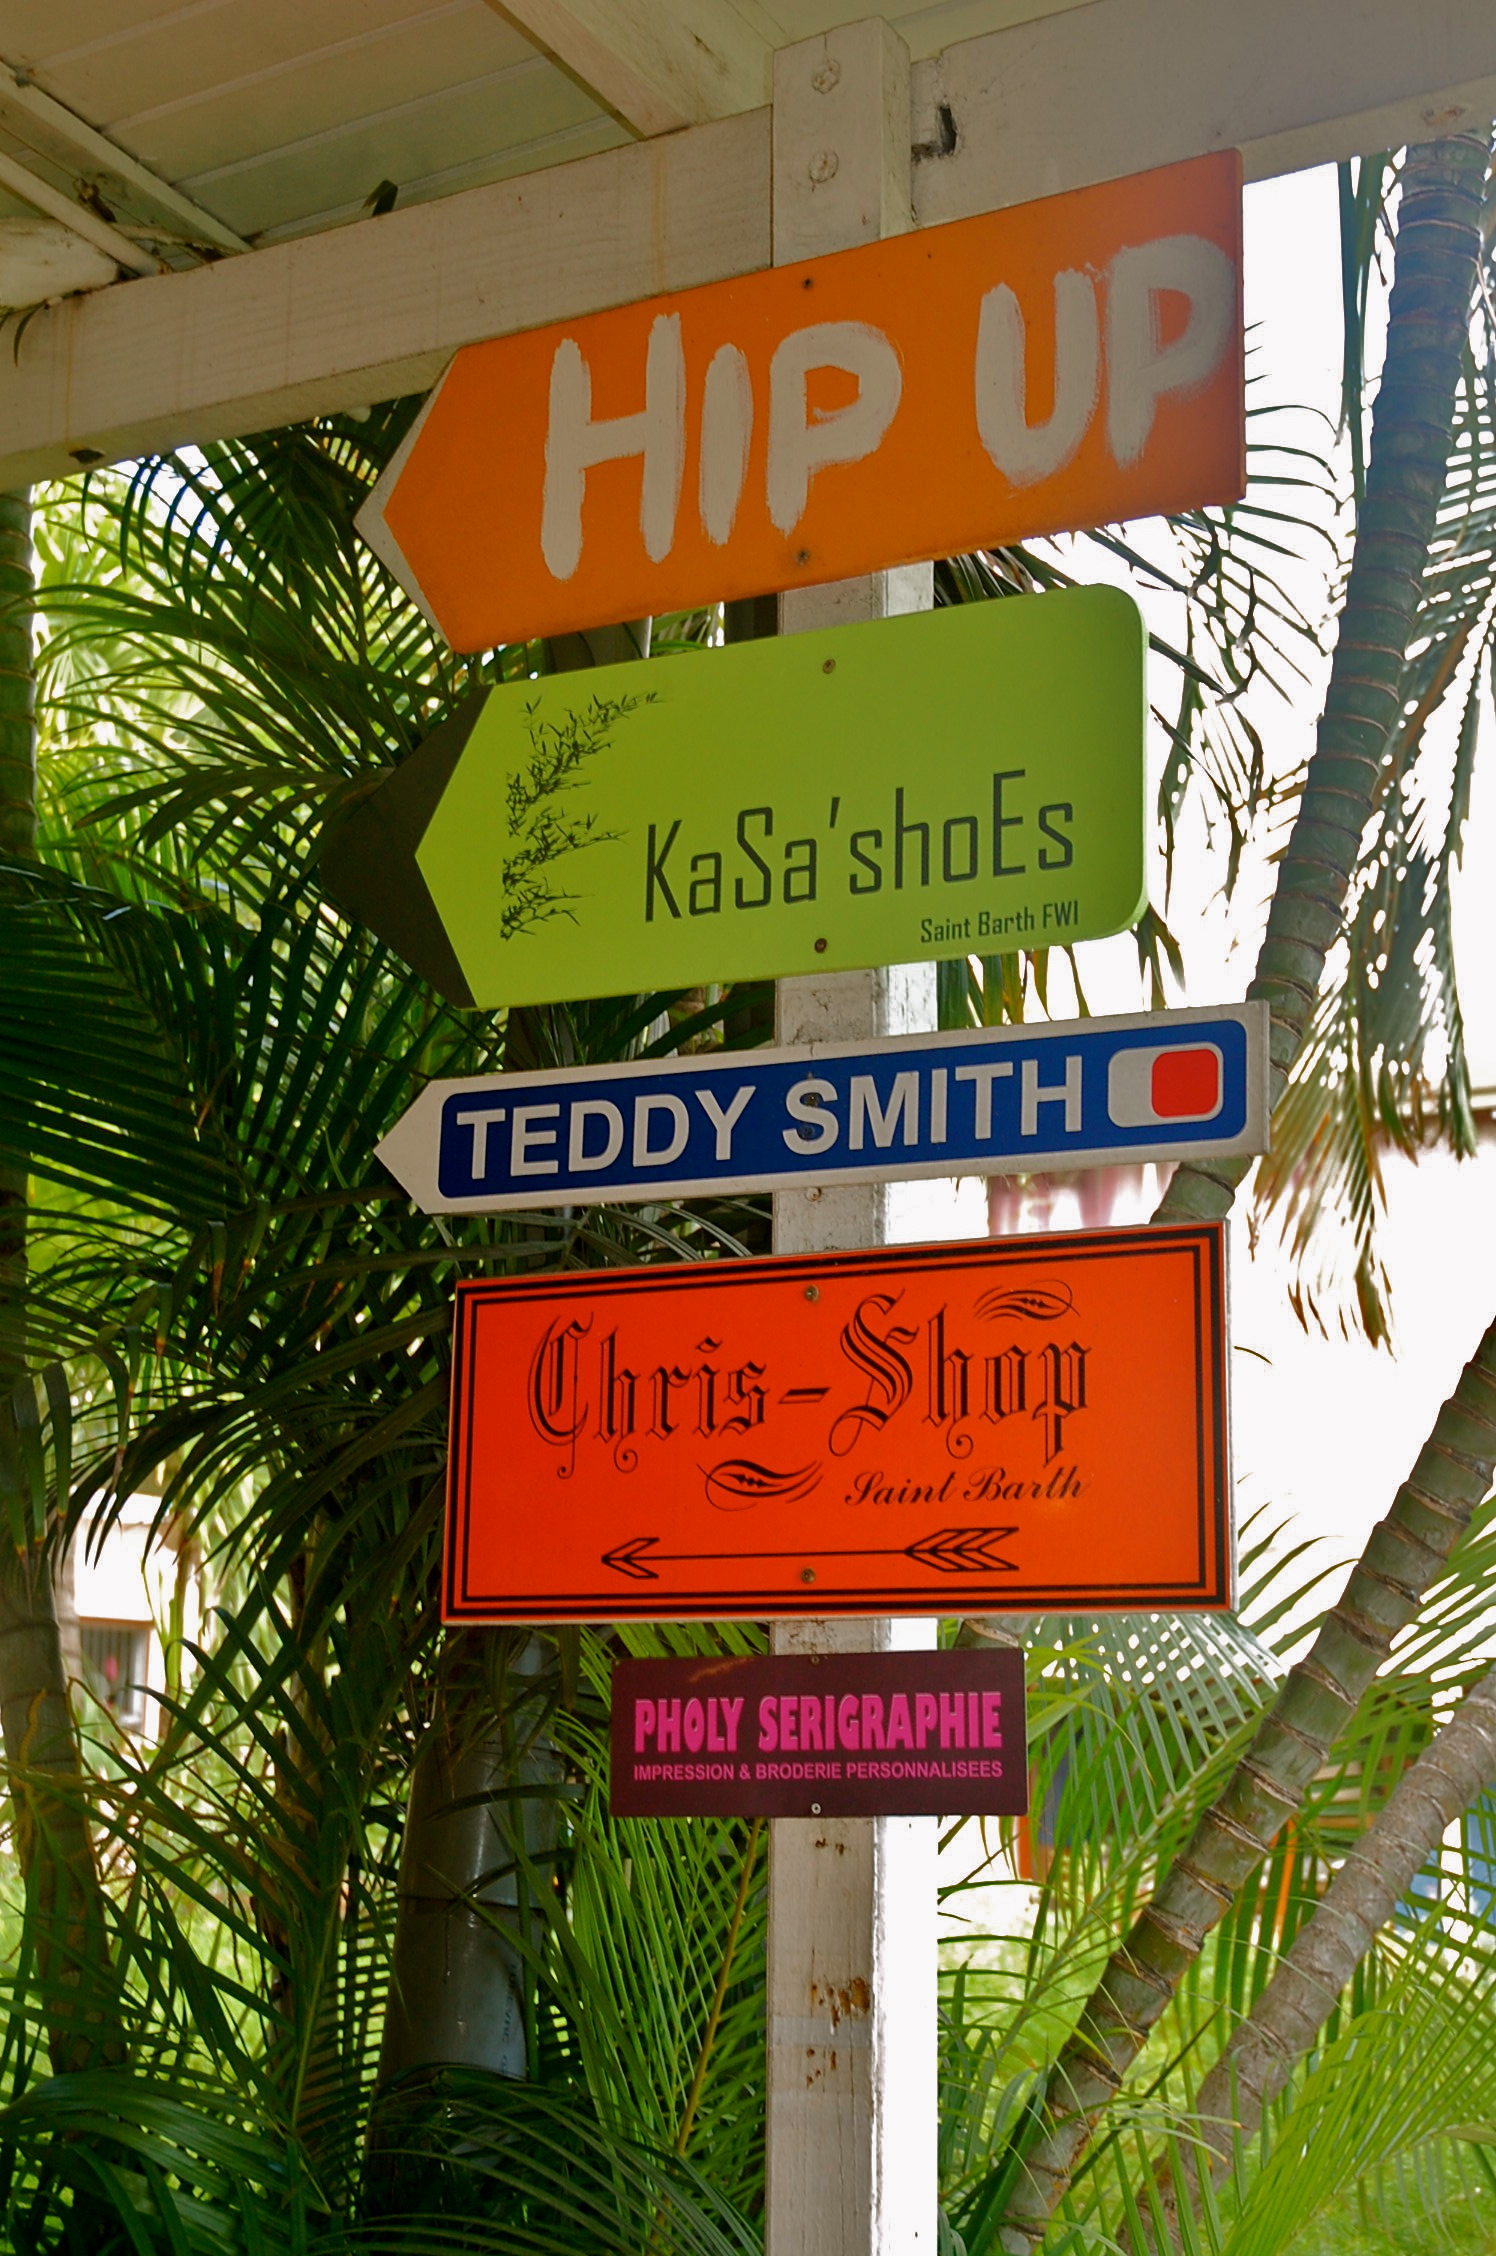 HIP UP
KaSa'shoEs
Saint Barth FWI
TEDDY SMITH
Chris-Shop
Saint Barth
PHOLY SERIGRAPHIE
IMPRESSION & BRODERIE PERSONNALISEES